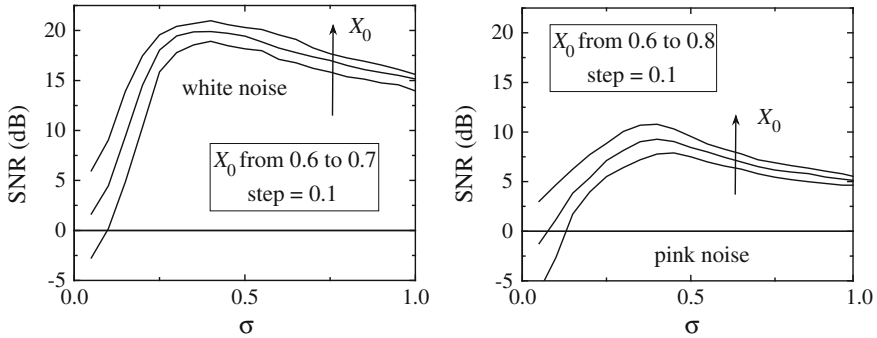 20
15
10
5
0
-5
SNR (dB)
X0
white noise
X0 from 0.6 to 0.7
step = 0.1
0.0
0.5
1.0
σ
20
15
10
5
0
-5
SNR (dB)
X0 from 0.6 to 0.8
step = 0.1
X0
pink noise
0.0
0.5
1.0
σ